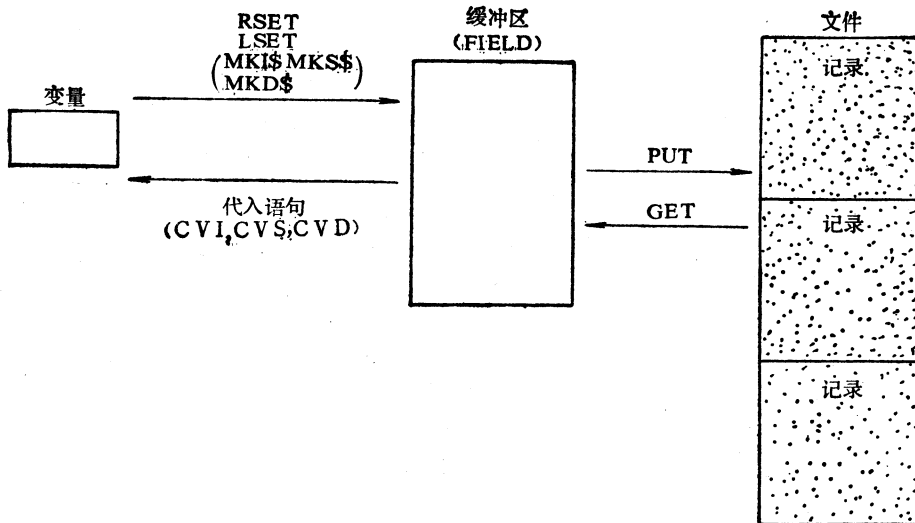 RSET
LSET
(MKI$ MKS$
MKD$)
变量
代入语句
(CVI,CVS,CVD)
缓冲区
(FIELD)
PUT
GET
文件
记录
记录
记录